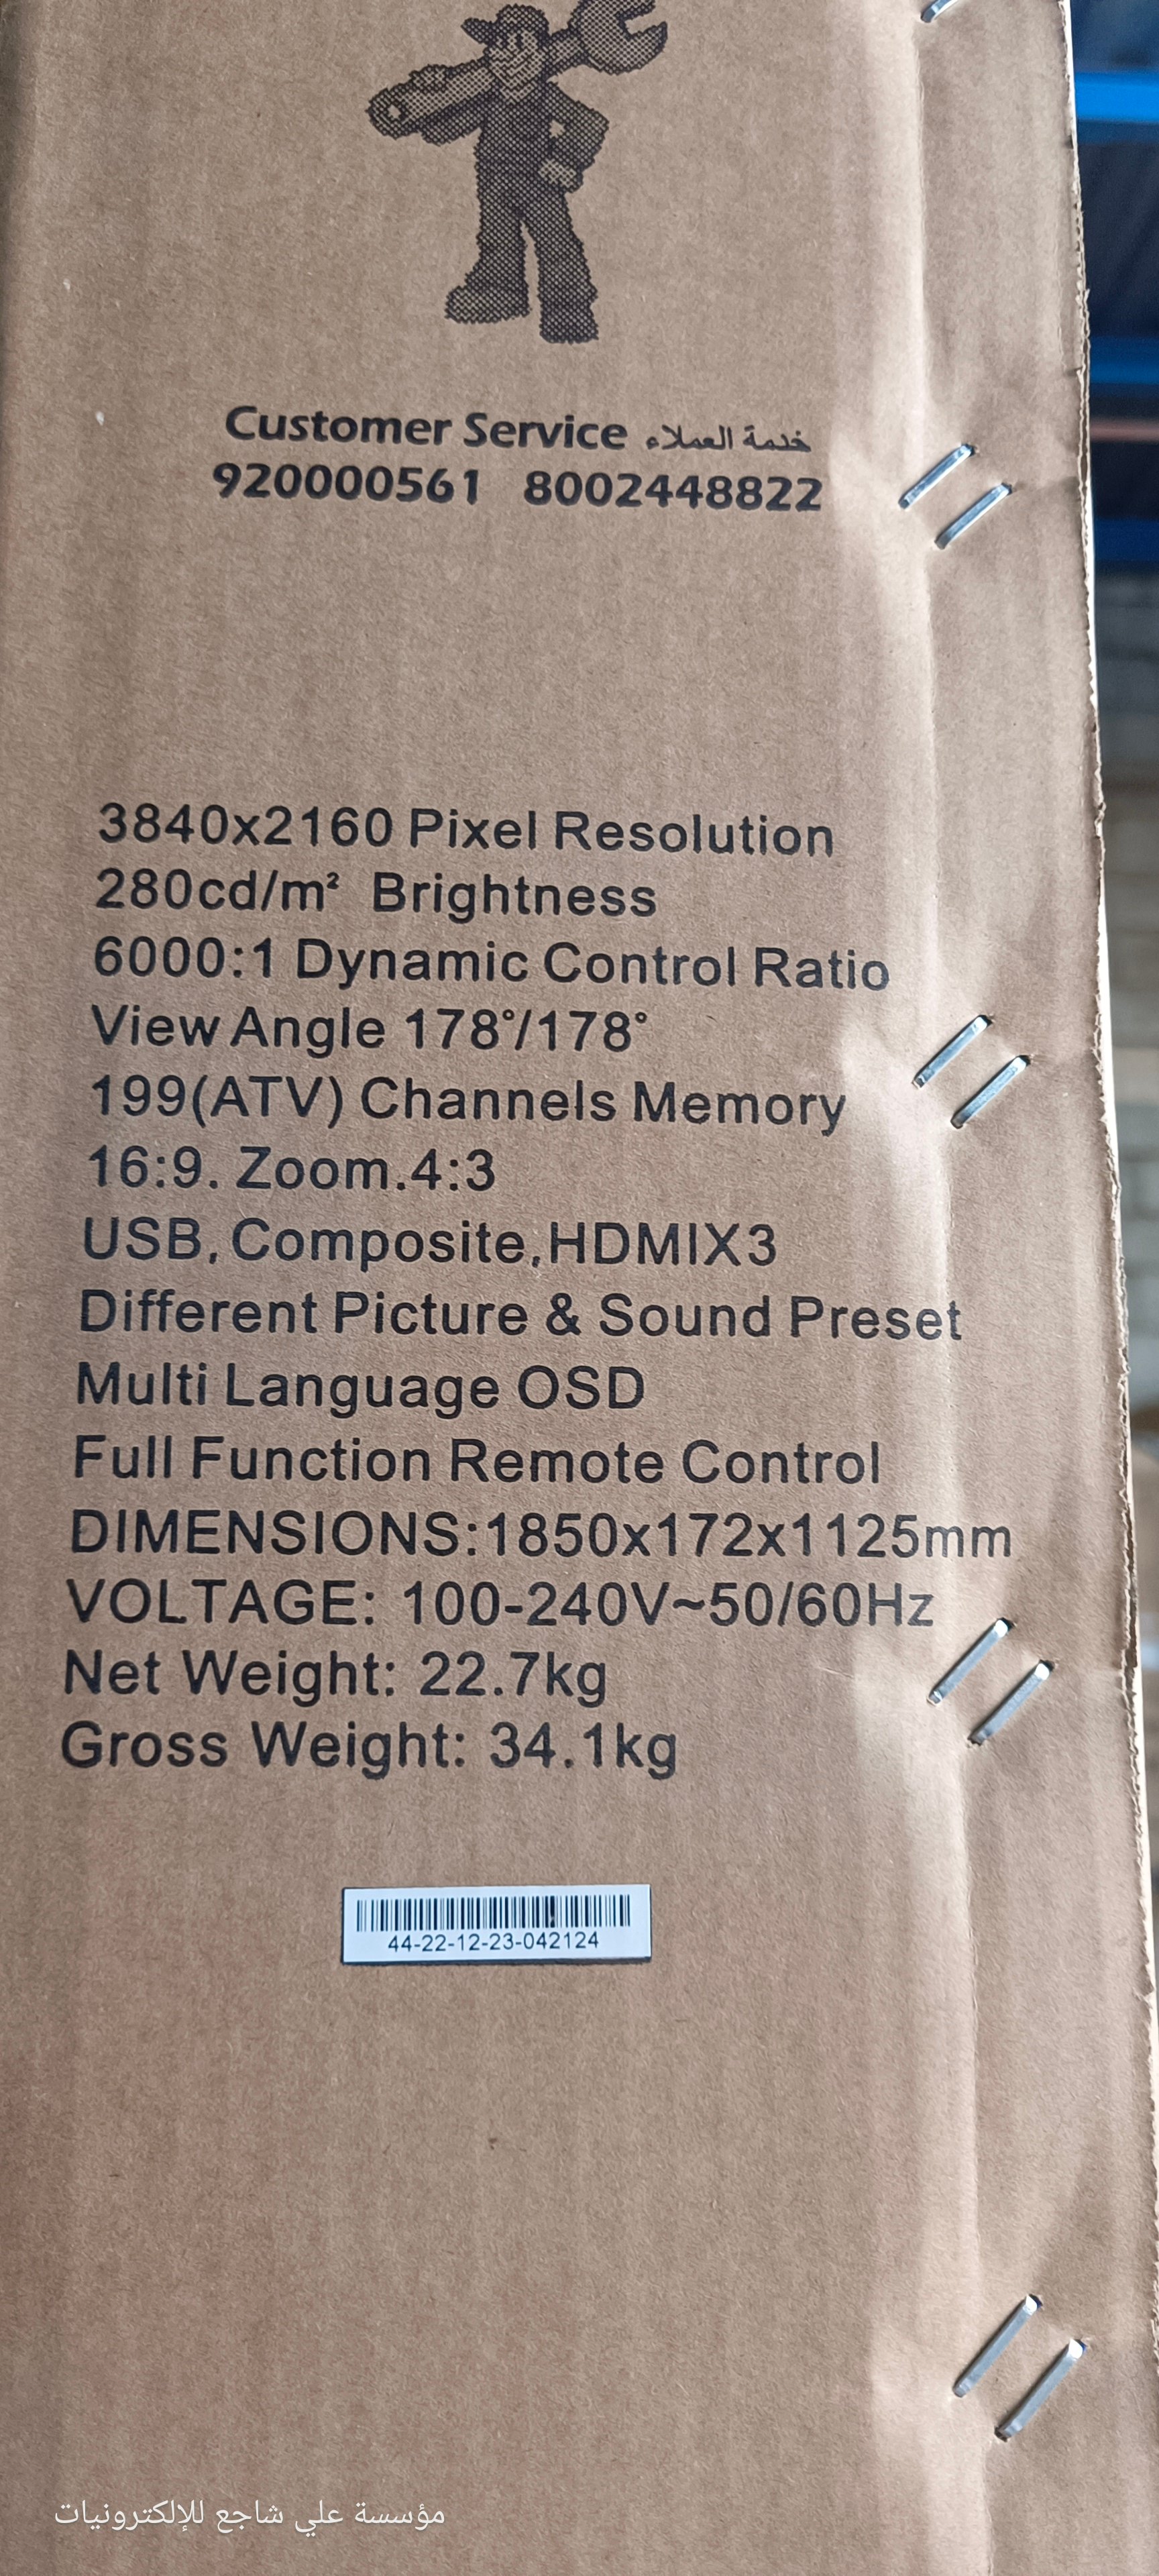 Customer Service خدمة العملاء
920000561 8002448822
3840x2160 Pixel Resolution
280cd/m² Brightness
6000:1 Dynamic Control Ratio
View Angle 178°/178°
199(ATV) Channels Memory
16:9. Zoom.4:3
USB, Composite,HDMIX3
Different Picture & Sound Preset
Multi Language OSD
Full Function Remote Control
DIMENSIONS:1850x172x1125mm
VOLTAGE: 100-240V~50/60Hz
Net Weight: 22.7kg
Gross Weight: 34.1kg
44-22-12-23-042124
مؤسسة علي شاجع للإلكترونيات